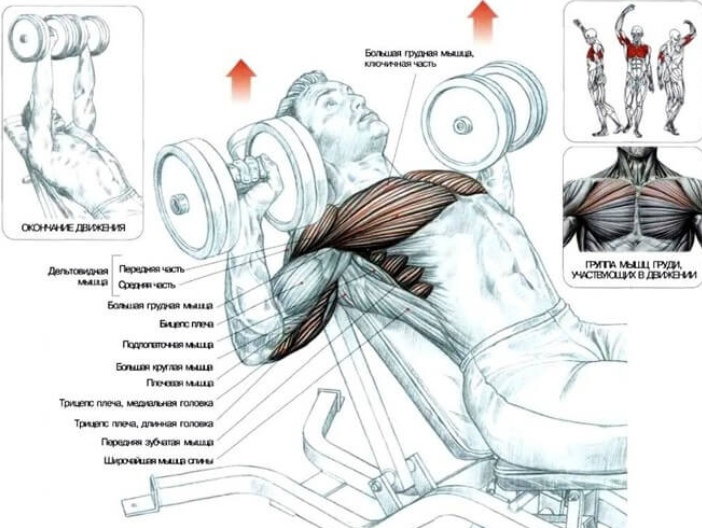 Большая грудная мышца,
ключичная часть
ОКОНЧАНИЕ ДВИЖЕНИЯ
ГРУППА МЫШЦ ГРУДИ,
УЧАСТВУЮЩИХ В ДВИЖЕНИИ
Дельтовидная
мышца
Передняя часть
Средняя часть
Большая грудная мышца
Бицепс плеча
Подлопаточная мышца
Большая круглая мышца
Плечевая мышца
Трицепс плеча, медиальная головка
Трицепс плеча, длинная головка
Передняя зубчатая мышца
Широчайшая мышца спины